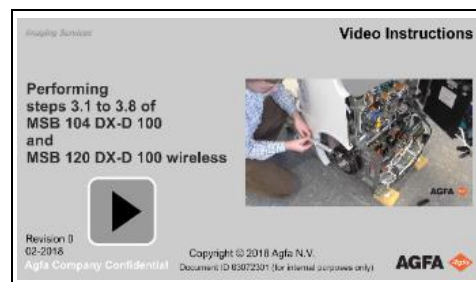 Imaging Services
Video Instructions
Performing
steps 3.1 to 3.8 of
MSB 104 DX-D 100
and
MSB 120 DX-D 100 wireless
AGFA
Revision 0
02-2018
Agfa Company Confidential
Copyright © 2018 Agfa N.V.
Document ID 63072301 (for internal purposes only)
AGFA